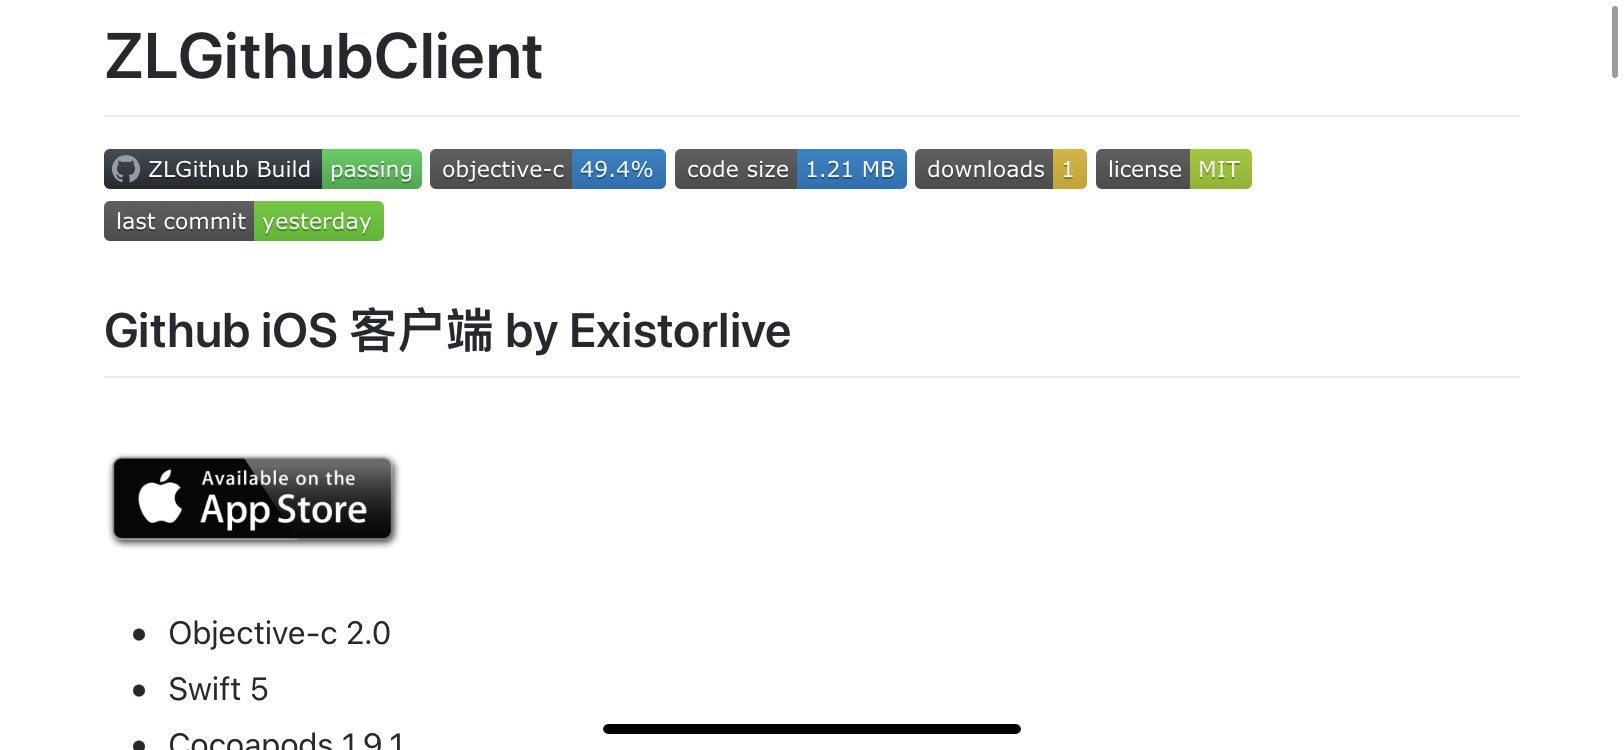 ZLGithubClient
ZLGithub Build passing objective-c 49.4% code size 1.21 MB downloads 1 license MIT
last commit yesterday
Github iOS 客户端 by Existorlive
Available on the
App Store
Objective-c 2.0
Swift 5
Cocoapods 1.9.1